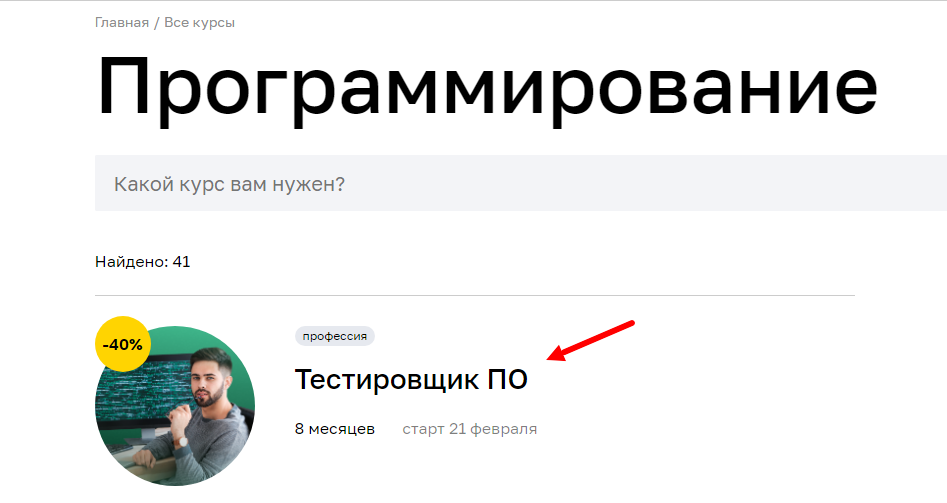 Главная / Все курсы
Программирование
Какой курс вам нужен?
Найдено: 41
-40%
профессия
Тестировщик ПО
8 месяцев старт 21 февраля